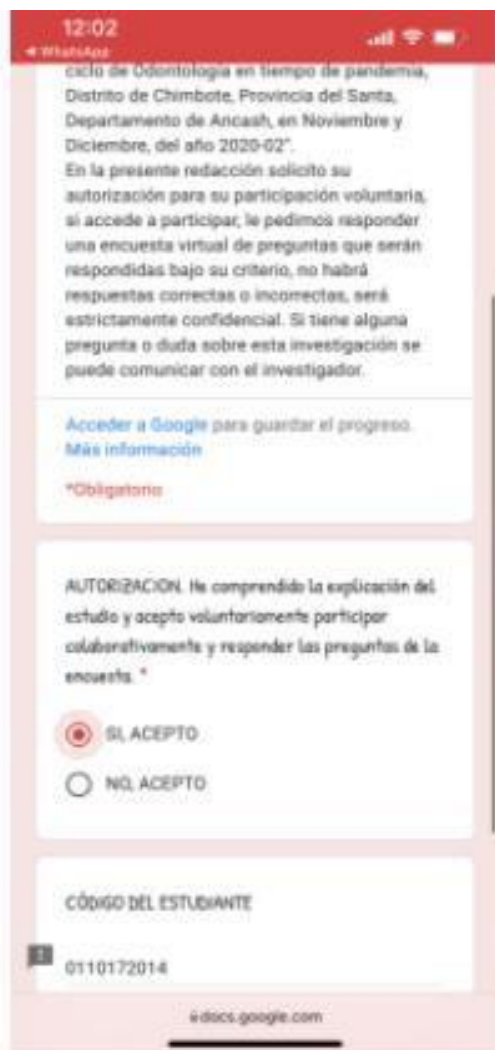 12:02
WhatsApp
ciclo de Odontología en tiempo de pandemia,
Distrito de Chimbote, Provincia del Santa,
Departamento de Ancash, en Noviembre y
Diciembre, del año 2020-02".
En la presente redacción solicito su
autorización para su participación voluntaria,
si accede a participar, le pedimos responder
una encuesta virtual de preguntas que serán
respondidas bajo su criterio, no habrá
respuestas correctas o incorrectas, será
estrictamente confidencial. Si tiene alguna
pregunta o duda sobre esta investigación se
puede comunicar con el investigador.
Acceder a Google para guardar el progreso.
Más información
*Obligatorio
AUTORIZACION. He comprendido la explicación del
estudio y acepto voluntariamente participar
colaborativamente y responder las preguntas de la
encuesta. *
SI, ACEPTO
NO, ACEPTO
CÓDIGO DEL ESTUDIANTE
0110172014
docs.google.com